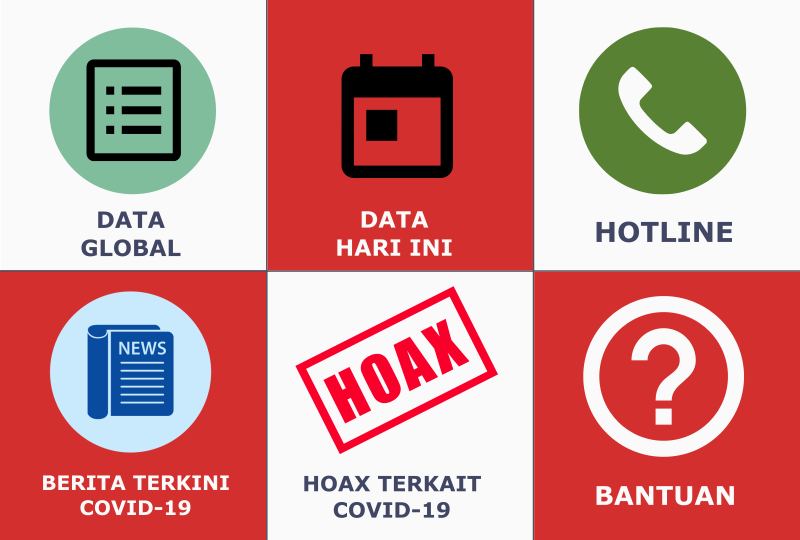 DATA
GLOBAL
DATA
HARI INI
HOTLINE
NEWS
BERITA TERKINI
COVID-19
HOAX
HOAX TERKAIT
COVID-19
?
BANTUAN